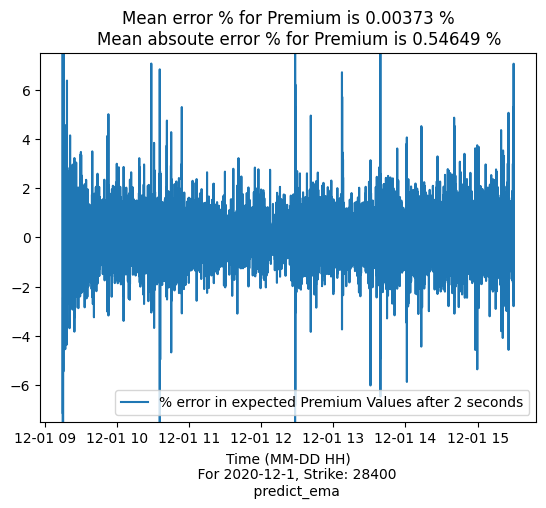 Mean error % for Premium is 0.00373 %
Mean absoute error % for Premium is 0.54649 %
6
4
2
0
−2
−4
−6
% error in expected Premium Values after 2 seconds
12-01 09 12-01 10 12-01 11 12-01 12 12-01 13 12-01 14 12-01 15
Time (MM-DD HH)
For 2020-12-1, Strike: 28400
predict_ema